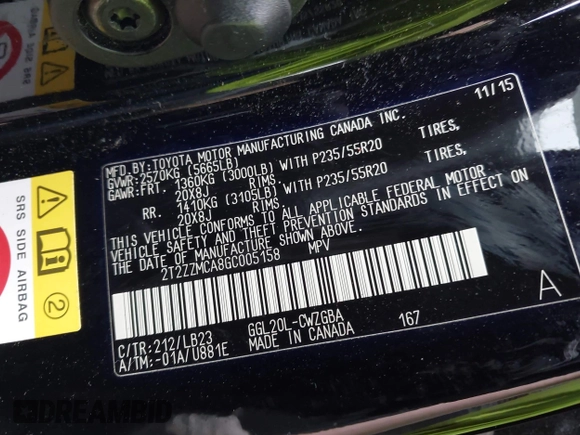 SRS SIDE AIRBAG
2
11/15
MFD.BY:TOYOTA MOTOR MANUFACTURING CANADA INC.
GVWR:2570KG (5665LB)
GAWR:FRT. 1360KG (3000LB) WITH P235/55R20 TIRES,
20X8J RIMS.
RR. 1410KG (3105LB) WITH P235/55R20 TIRES,
20X8J RIMS.
THIS VEHICLE CONFORMS TO ALL APPLICABLE FEDERAL MOTOR
VEHICLE SAFETY AND THEFT PREVENTION STANDARDS IN EFFECT ON
THE DATE OF MANUFACTURE SHOWN ABOVE.
2T2ZZMCA8GC005158 MPV
A
C/TR:212/LB23 GGL20L-CWZGBA
A/TM:-01A/U881E MADE IN CANADA 167
DREAMBID